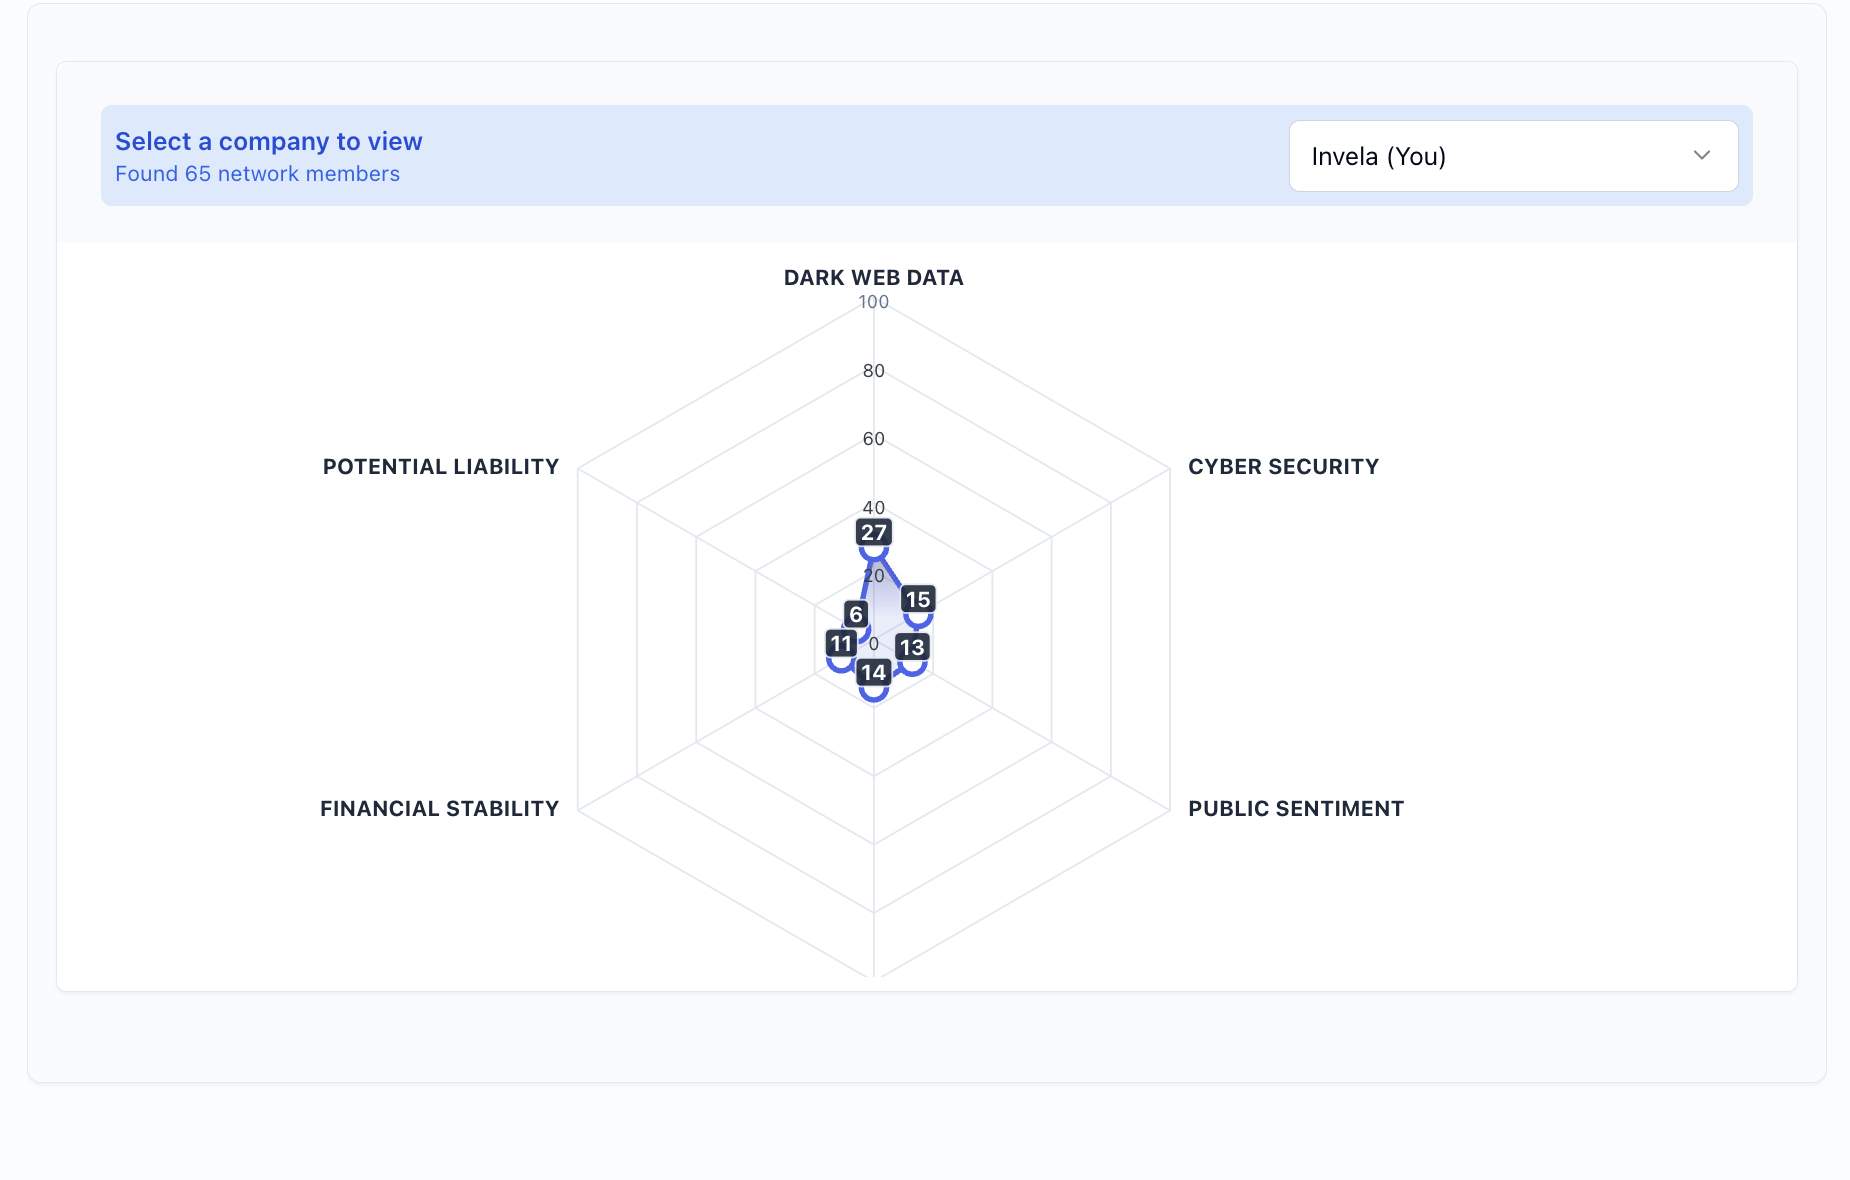 Select a company to view
Found 65 network members
Invela (You)
DARK WEB DATA
100
80
60
POTENTIAL LIABILITY
CYBER SECURITY
40
27
20
15
6
11
0
13
14
FINANCIAL STABILITY
PUBLIC SENTIMENT